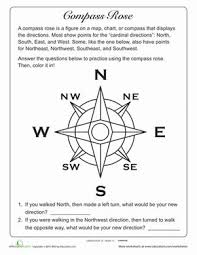 Compass Rose
A compass rose is a figure on a map, chart, or compass that displays
the directions. Most show points for the "cardinal directions": North,
South, East, and West. Some, like the one below, also have points
for Northeast, Northwest, Southeast, and Southwest.
Answer the questions below to practice using the compass rose.
Then, color it in!
N
NW NE
W E
SW SE
S
1. If you walked North, then made a left turn, what would be your new
direction?
2. If you were walking in the Northwest direction, then turned to walk
the opposite way, what would be your new direction?